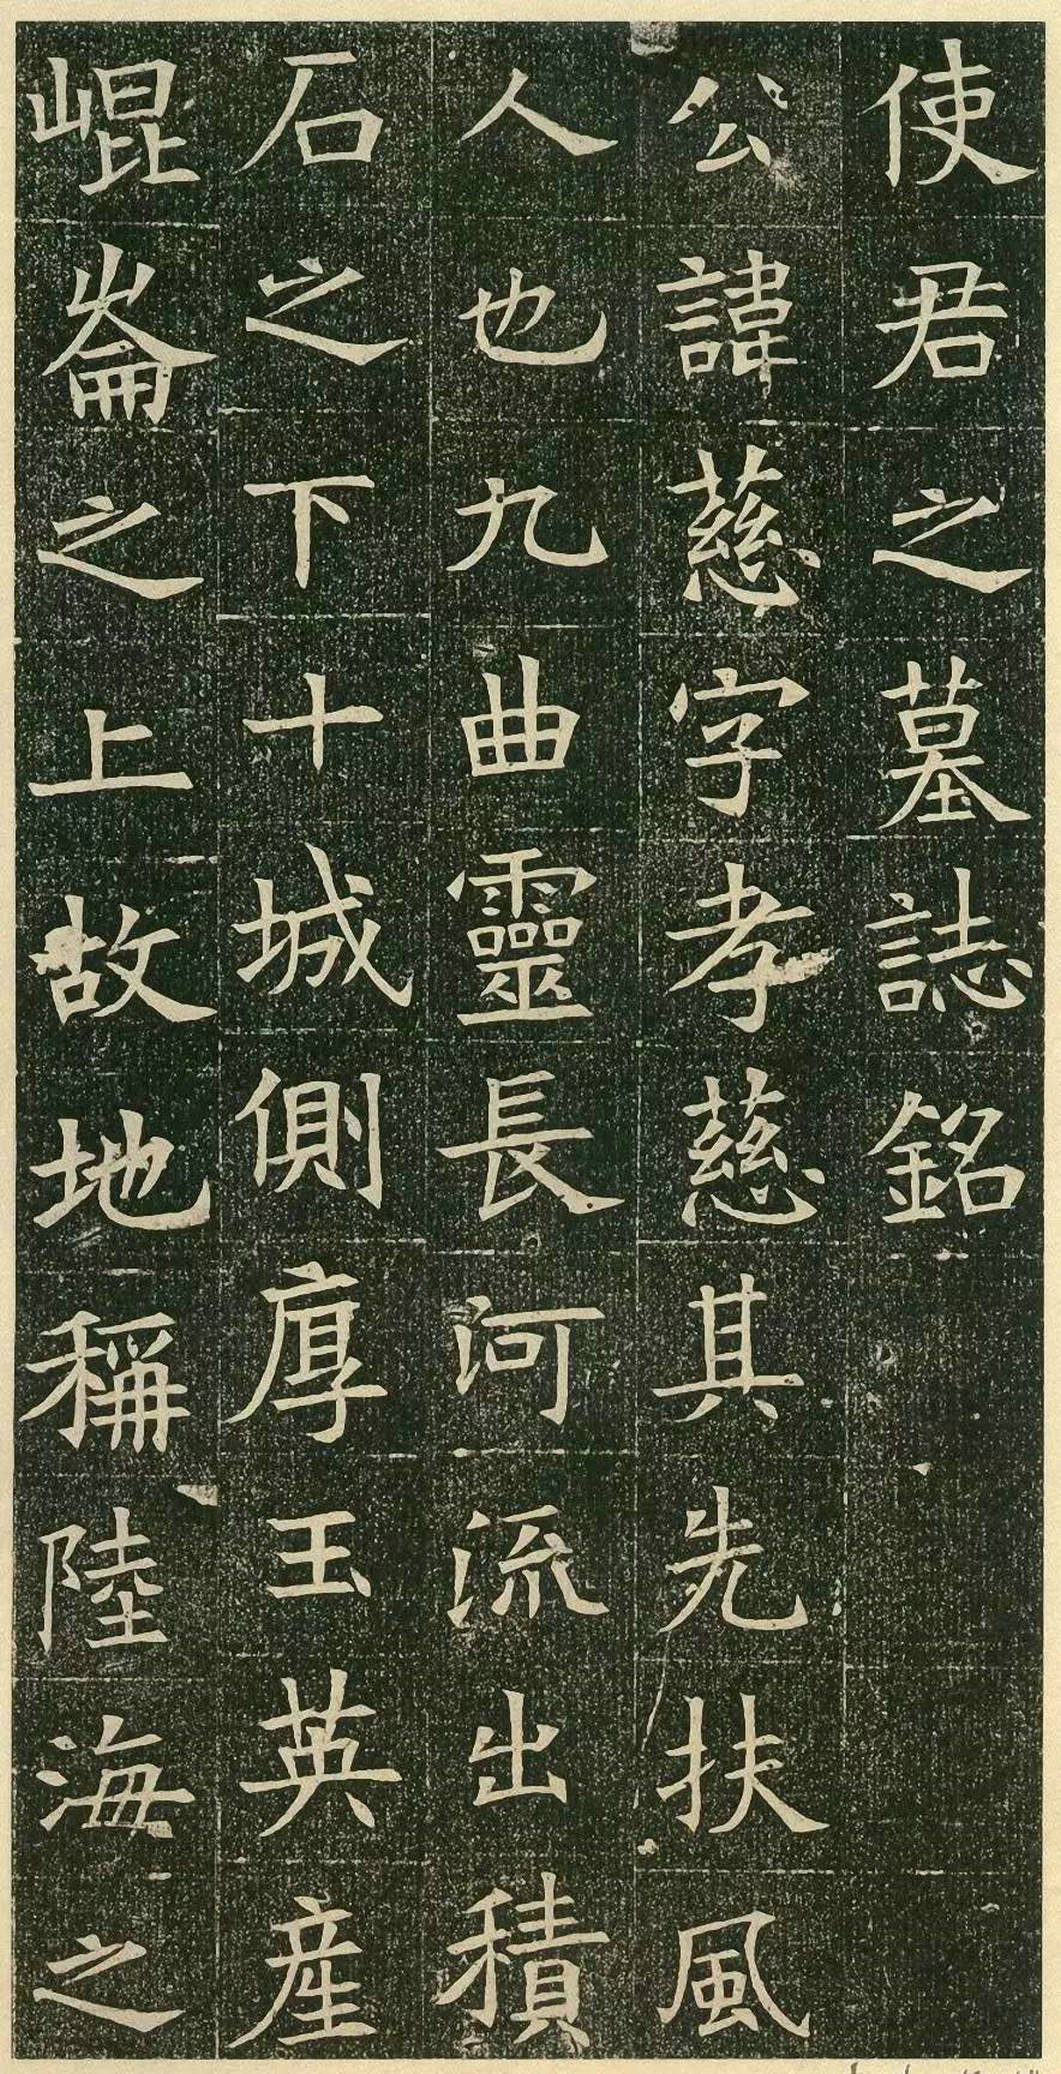 使君之墓誌銘
公諱慈字孝慈其先扶風
人也九曲靈長河流出積
石之下十城側厚玉英産
崐崘之上故地稱陸海之